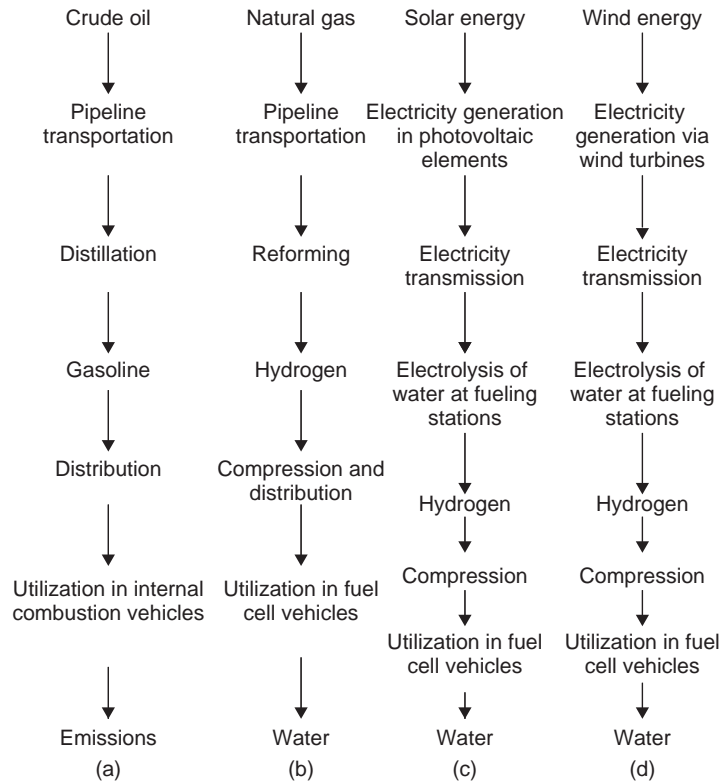 Crude oil
Pipeline
transportation
Distillation
Gasoline
Distribution
Utilization in internal
combustion vehicles
Emissions
(a)
Natural gas
Pipeline
transportation
Reforming
Hydrogen
Compression and
distribution
Utilization in fuel
cell vehicles
Water
(b)
Solar energy
Electricity generation
in photovoltaic
elements
Electricity
transmission
Electrolysis of
water at fueling
stations
Hydrogen
Compression
Utilization in fuel
cell vehicles
Water
(c)
Wind energy
Electricity
generation via
wind turbines
Electricity
transmission
Electrolysis of
water at fueling
stations
Hydrogen
Compression
Utilization in fuel
cell vehicles
Water
(d)